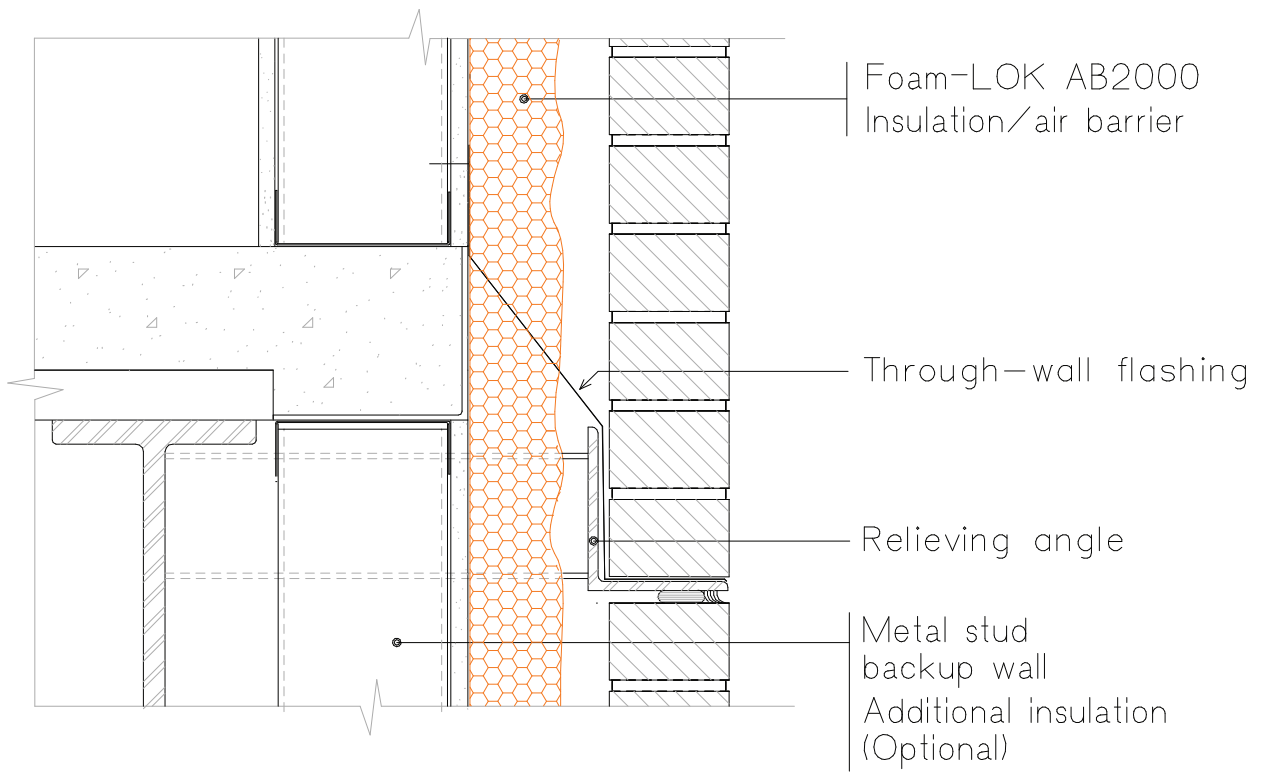 Foam-LOK AB2000
Insulation/air barrier
Through-wall flashing
Relieving angle
Metal stud
backup wall
Additional insulation
(Optional)